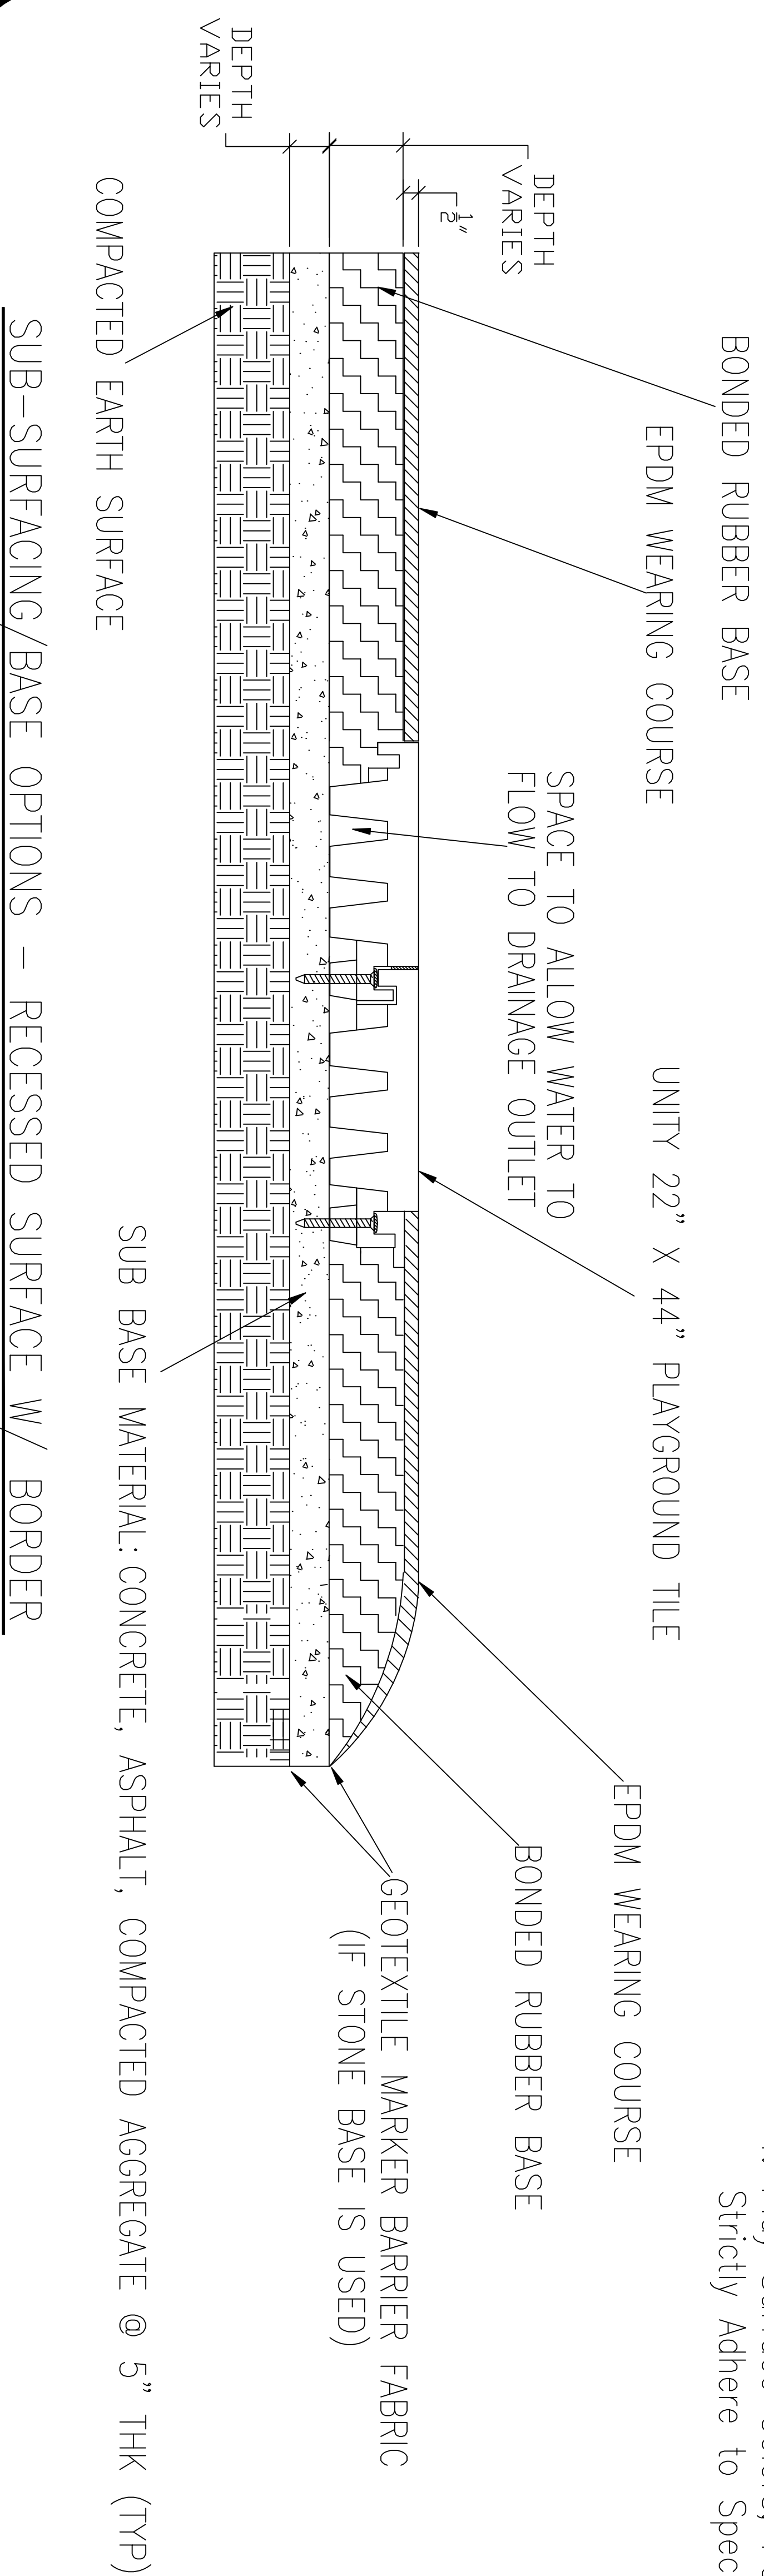 Strictly Adhere to Spec
BONDED RUBBER BASE
EPDM WEARING COURSE
UNITY 22” X 44” PLAYGROUND TILE
EPDM WEARING COURSE
DEPTH
VARIES
1/2"
SPACE TO ALLOW WATER TO
FLOW TO DRAINAGE OUTLET
BONDED RUBBER BASE
GEOTEXTILE MARKER BARRIER FABRIC
(IF STONE BASE IS USED)
DEPTH
VARIES
COMPACTED EARTH SURFACE
SUB BASE MATERIAL: CONCRETE, ASPHALT, COMPACTED AGGREGATE @ 5” THK (TYP)
SUB-SURFACING/BASE OPTIONS - RECESSED SURFACE W/ BORDER